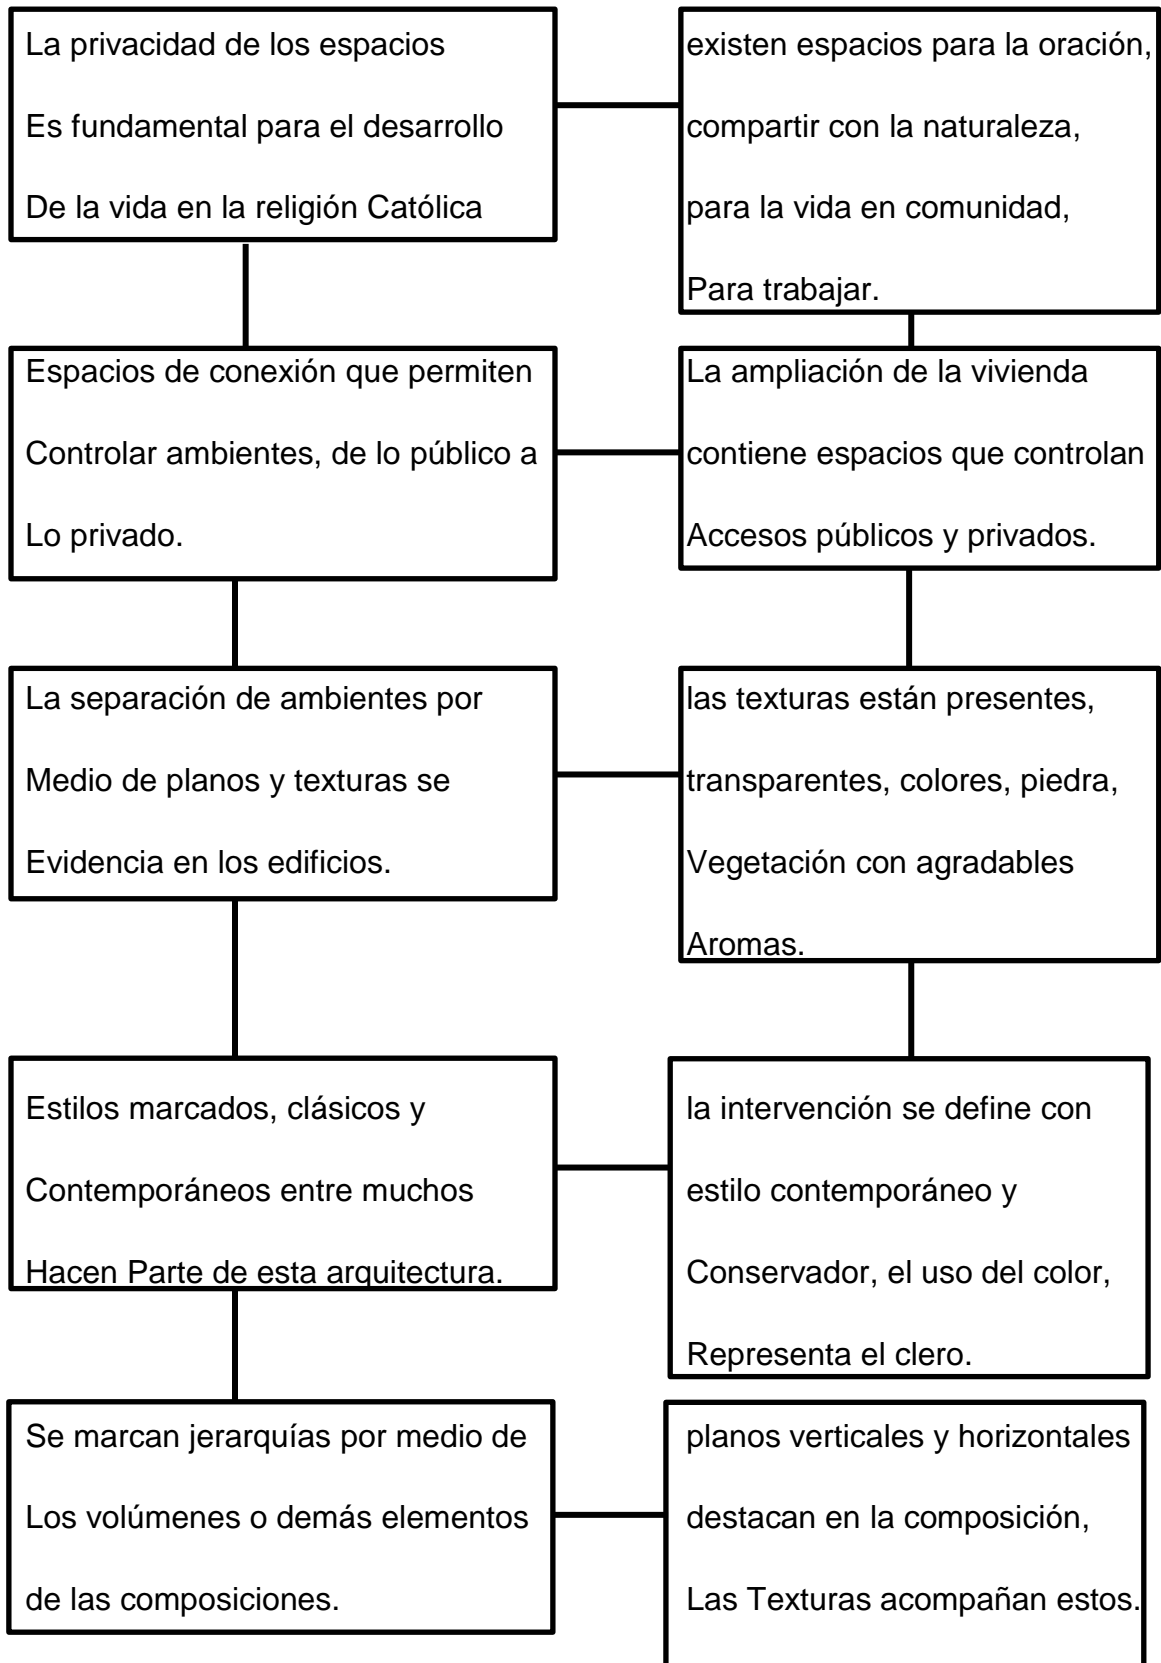 La privacidad de los espacios
Es fundamental para el desarrollo
De la vida en la religión Católica
existen espacios para la oración,
compartir con la naturaleza,
para la vida en comunidad,
Para trabajar.
Espacios de conexión que permiten
Controlar ambientes, de lo público a
Lo privado.
La ampliación de la vivienda
contiene espacios que controlan
Accesos públicos y privados.
La separación de ambientes por
Medio de planos y texturas se
Evidencia en los edificios.
las texturas están presentes,
transparentes, colores, piedra,
Vegetación con agradables
Aromas.
Estilos marcados, clásicos y
Contemporáneos entre muchos
Hacen Parte de esta arquitectura.
la intervención se define con
estilo contemporáneo y
Conservador, el uso del color,
Representa el clero.
Se marcan jerarquías por medio de
Los volúmenes o demás elementos
de las composiciones.
planos verticales y horizontales
destacan en la composición,
Las Texturas acompañan estos.